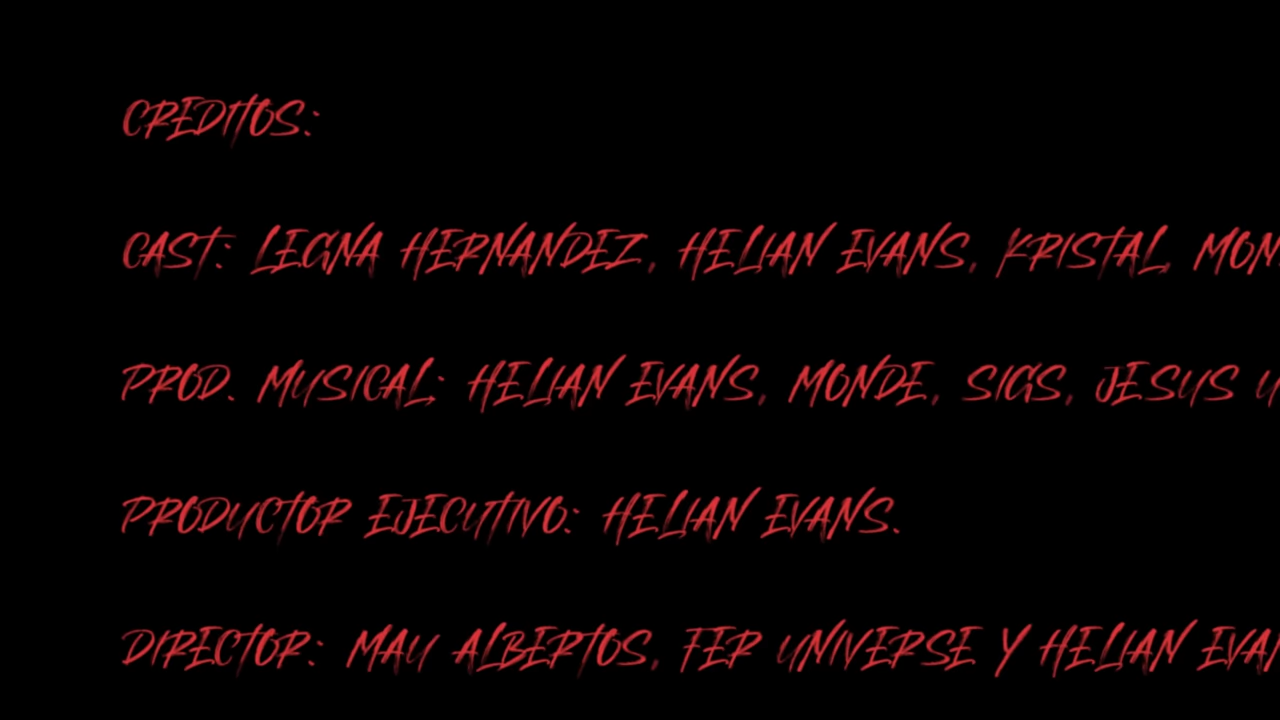 CREDITOS:
CAST: LEGNA HERNANDEZ, HELIAN EVANS, KRISTAL, MON
PROD. MUSICAL: HELIAN EVANS, MONDE, SIGS, JESUS U
PRODUCTOR EJECUTIVO: HELIAN EVANS.
DIRECTOR: MAU ALBERTOS, FER UNIVERSE Y HELIAN EVAN